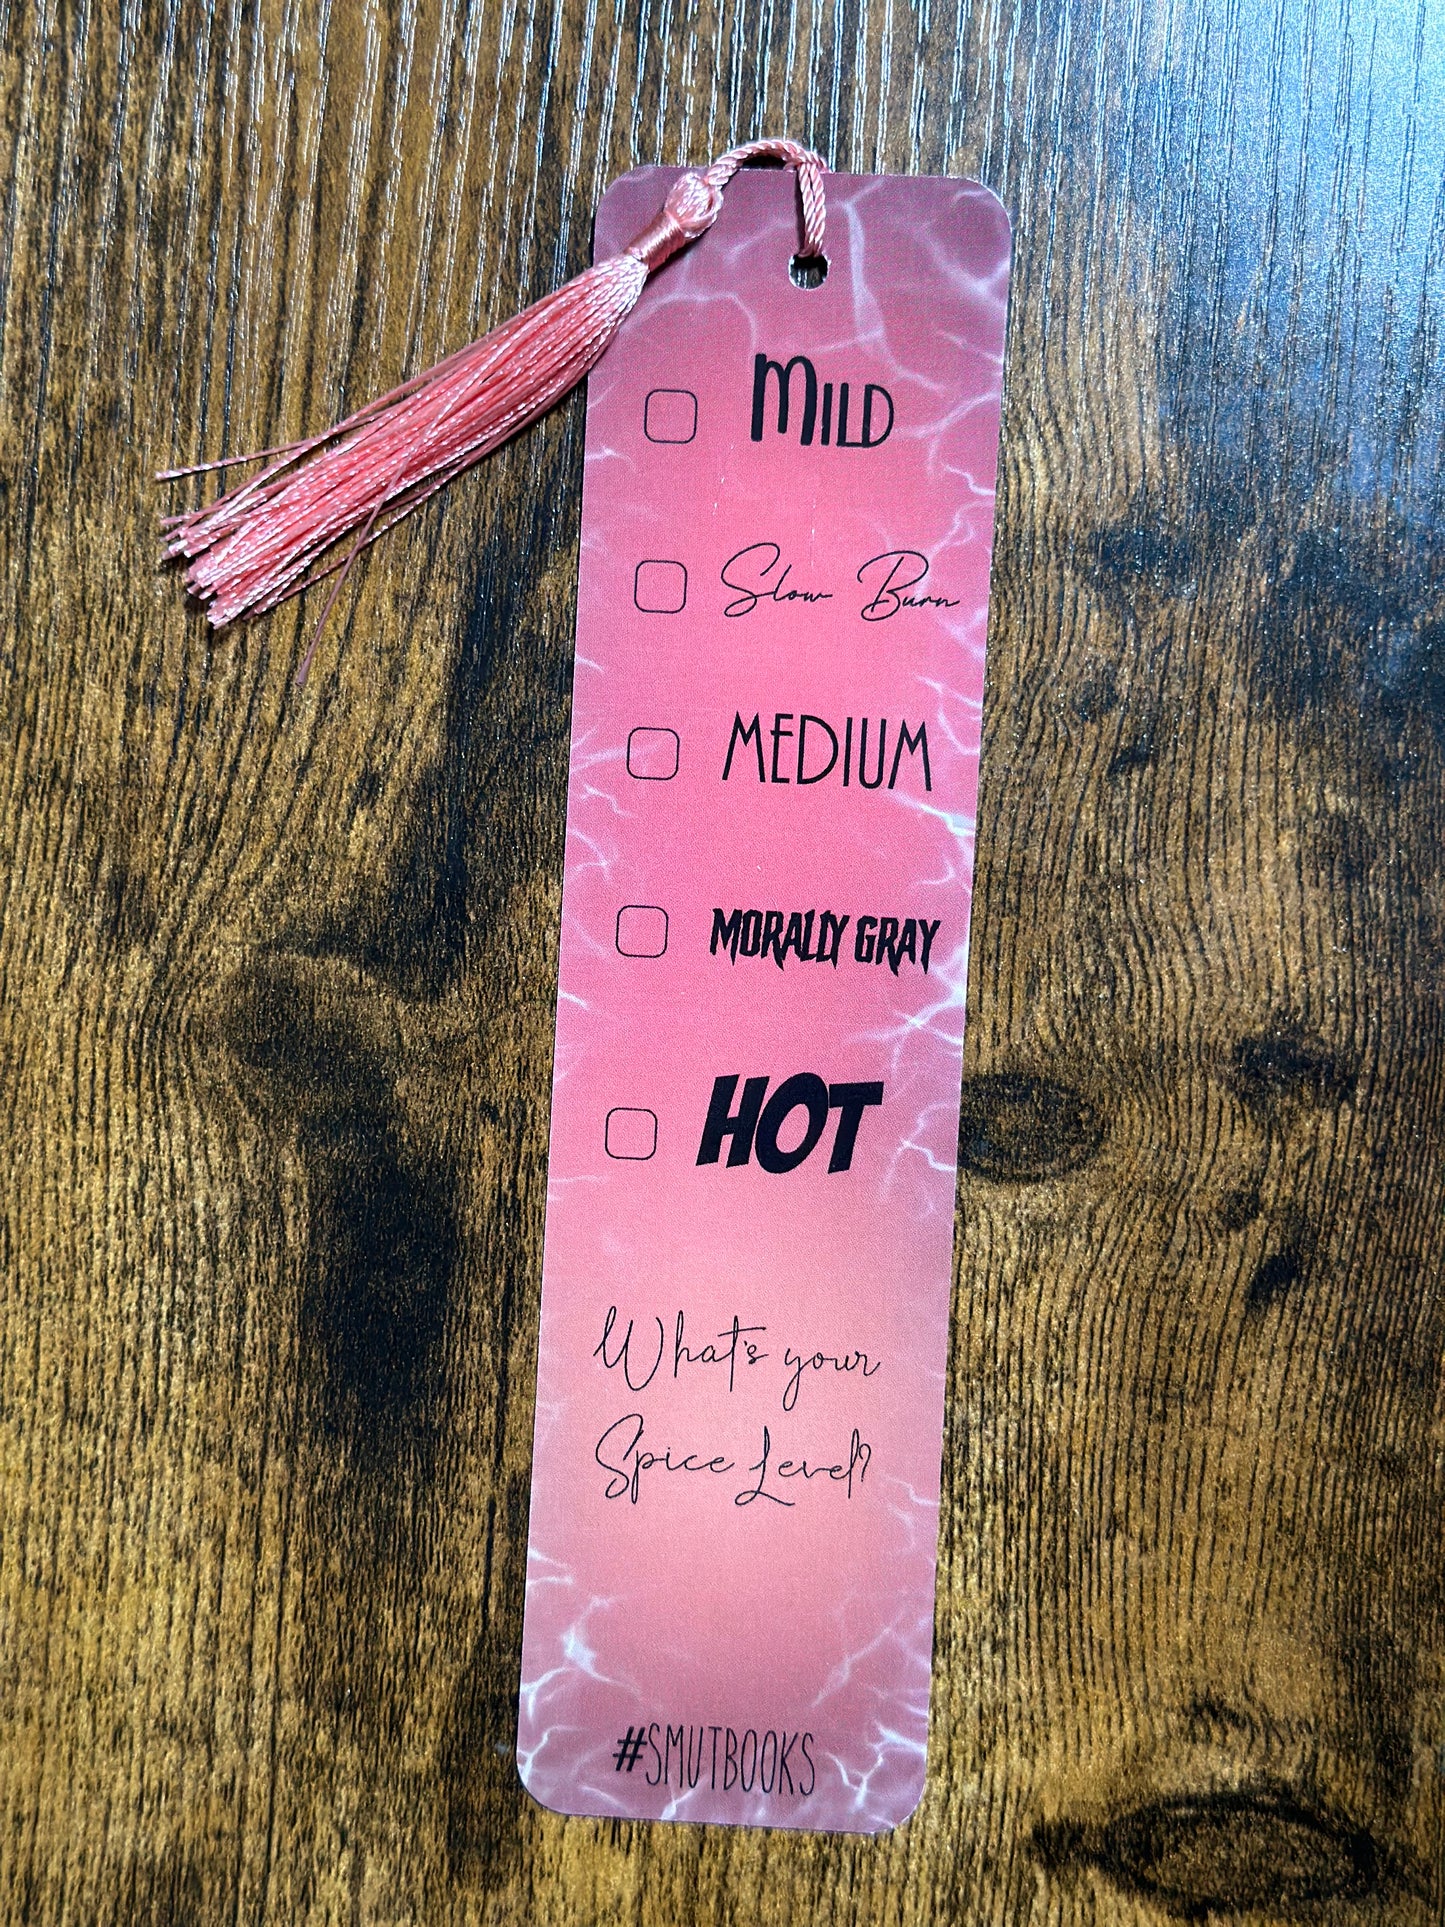 MILD
Slow Burn
MEDIUM
MORALLY GRAY
HOT
What's your
Spice Level?
#SMUTBOOKS